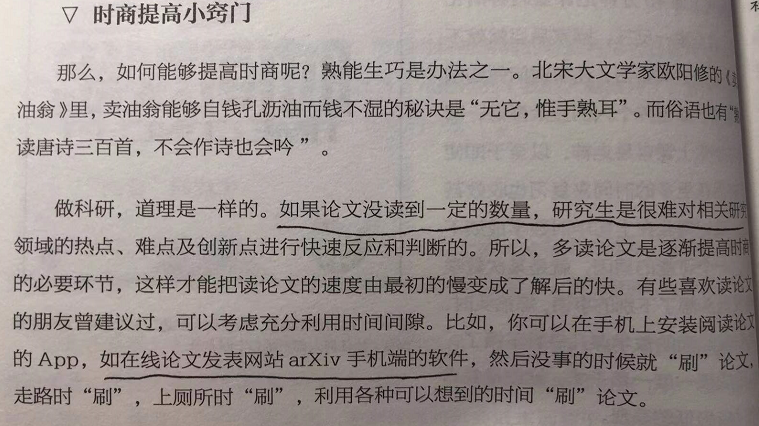 ▽ 时商提高小窍门
那么，如何能够提高时商呢？熟能生巧是办法之一。北宋大文学家欧阳修的《卖
油翁》里，卖油翁能够自钱孔沥油而钱不湿的秘诀是“无它，惟手熟耳”。而俗语也有“熟
读唐诗三百首，不会作诗也会吟”。
做科研，道理是一样的。如果论文没读到一定的数量，研究生是很难对相关研究
领域的热点、难点及创新点进行快速反应和判断的。所以，多读论文是逐渐提高时商
的必要环节，这样才能把读论文的速度由最初的慢变成了解后的快。有些喜欢读论文
的朋友曾建议过，可以考虑充分利用时间间隙。比如，你可以在手机上安装阅读论文
的 App，如在线论文发表网站 arXiv 手机端的软件，然后没事的时候就“刷”论文，
走路时“刷”，上厕所时“刷”，利用各种可以想到的时间“刷”论文。